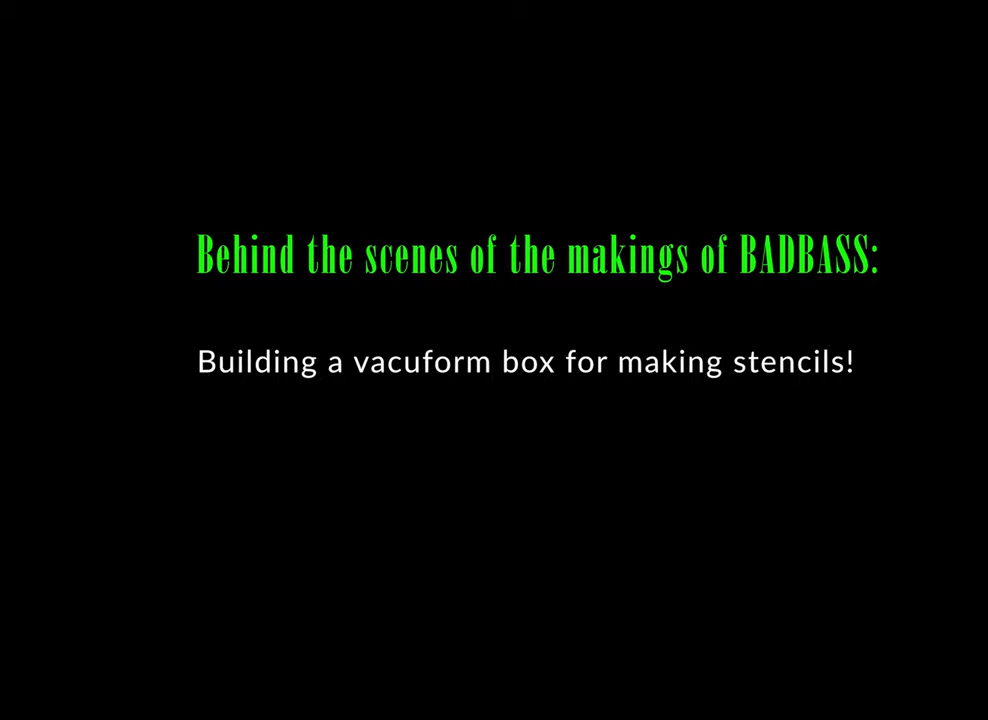 Behind the scenes of the makings of BADBASS:
Building a vacuform box for making stencils!